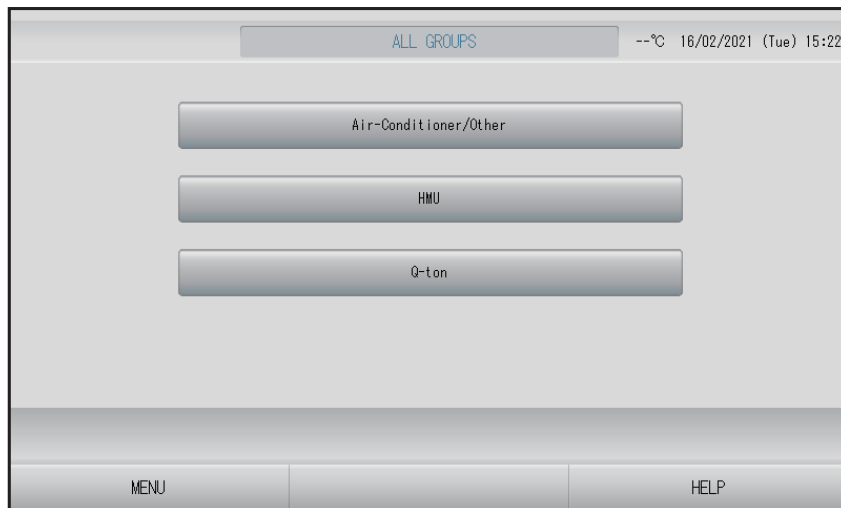 ALL GROUPS --℃ 16/02/2021 (Tue) 15:22
Air-Conditioner/Other
HMU
Q-ton
MENU HELP